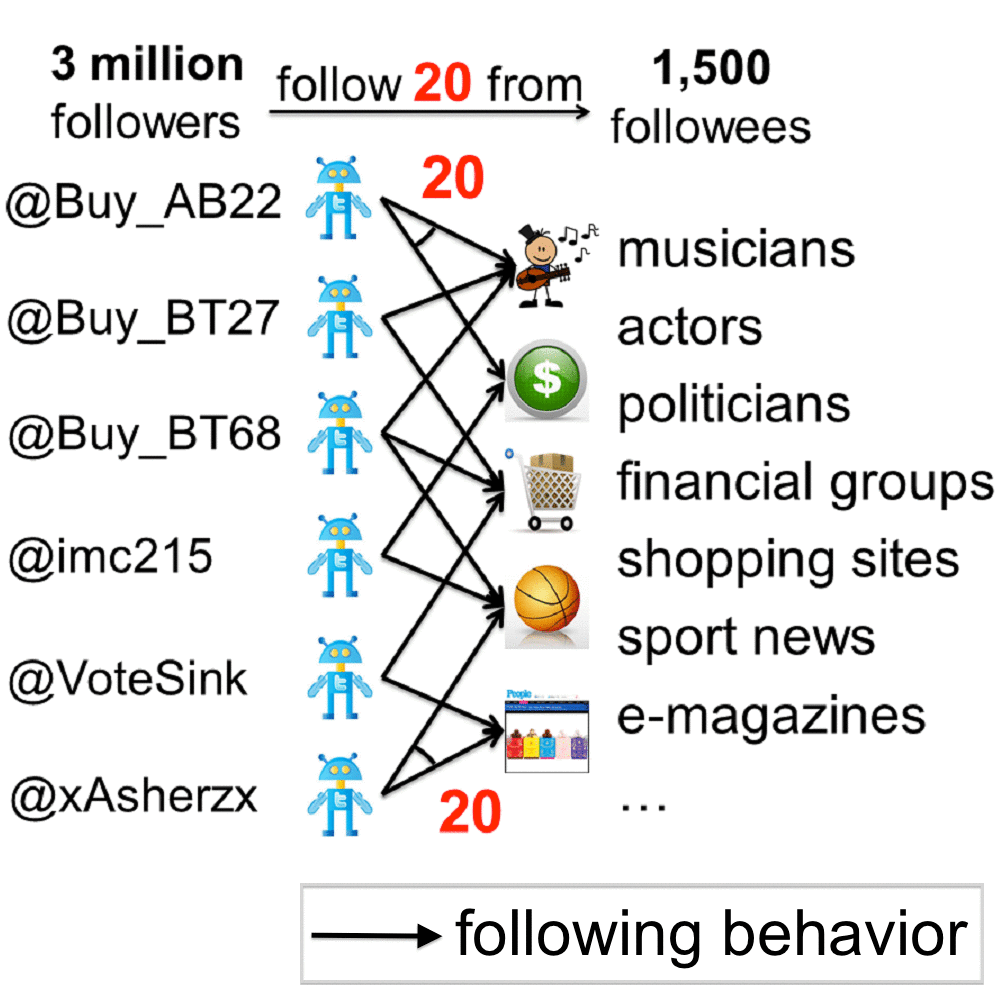 3 million
followers
follow 20 from
1,500
followees
@Buy_AB22
20
@Buy_BT27
@Buy_BT68
@imc215
@VoteSink
@xAsherzx
musicians
actors
politicians
$
financial groups
shopping sites
sport news
People
e-magazines
20
...
following behavior